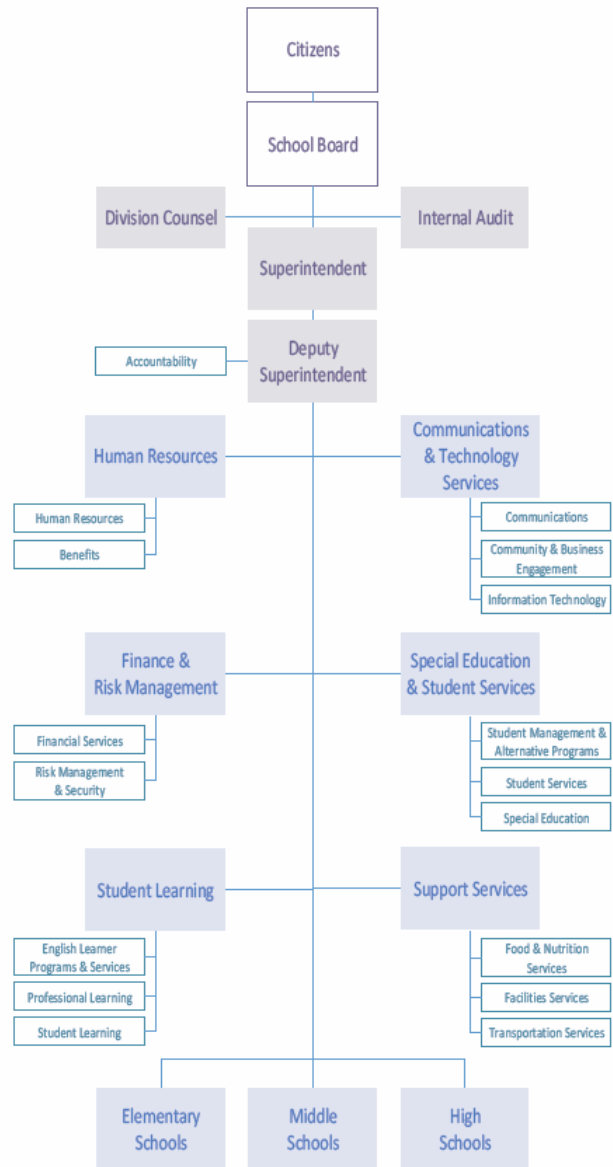 Citizens
School Board
Division Counsel
Internal Audit
Superintendent
Deputy
Superintendent
Accountability
Human Resources
Communications
& Technology
Services
Human Resources
Benefits
Communications
Community & Business
Engagement
Information Technology
Finance &
Risk Management
Special Education
& Student Services
Financial Services
Risk Management
& Security
Student Management &
Alternative Programs
Student Services
Special Education
Student Learning
Support Services
English Learner
Programs & Services
Professional Learning
Student Learning
Food & Nutrition
Services
Facilities Services
Transportation Services
Elementary
Schools
Middle
Schools
High
Schools